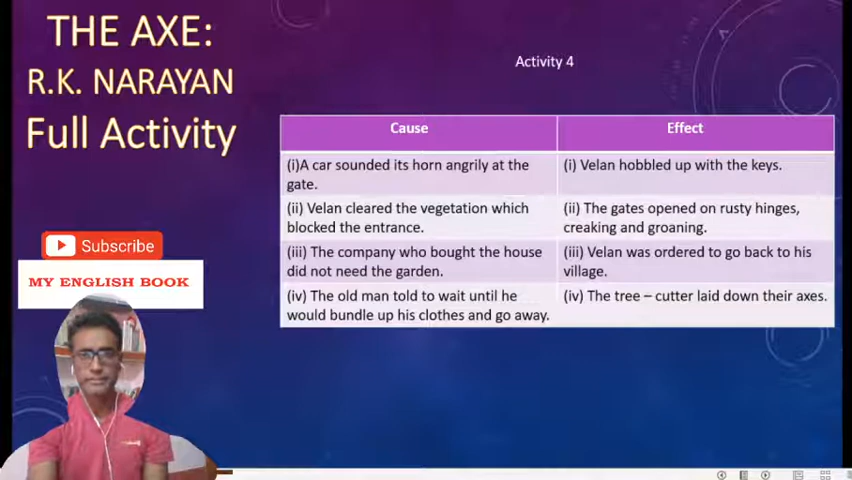 THE AXE:
R.K. NARAYAN
Full Activity
Activity 4
Cause
Effect
(i)A car sounded its horn angrily at the
gate.
(i) Velan hobbled up with the keys.
(ii) Velan cleared the vegetation which
blocked the entrance.
(ii) The gates opened on rusty hinges,
creaking and groaning.
(iii) The company who bought the house
did not need the garden.
(iii) Velan was ordered to go back to his
village.
(iv) The old man told to wait until he
would bundle up his clothes and go away.
(iv) The tree – cutter laid down their axes.
Subscribe
MY ENGLISH BOOK